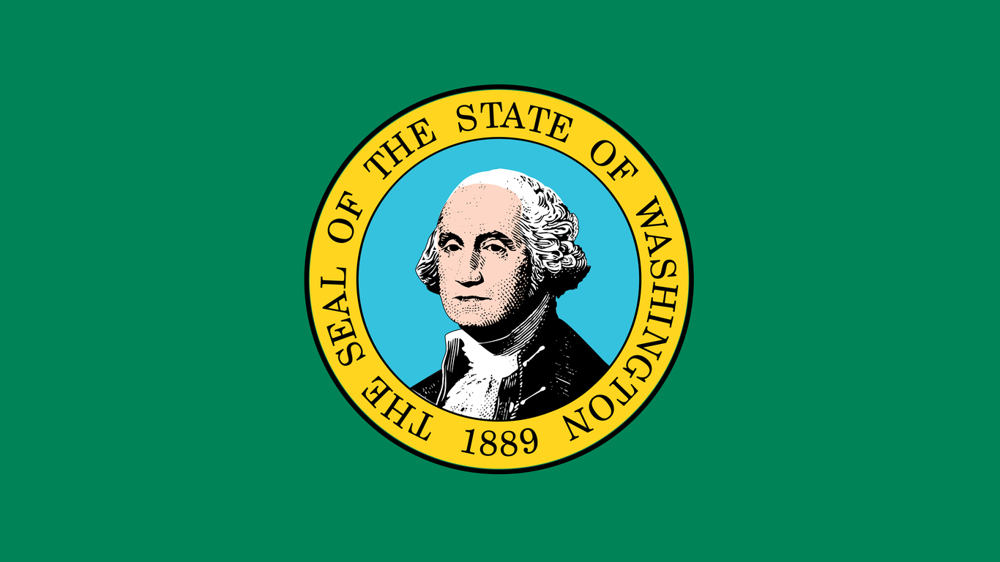 THE SEAL OF THE STATE OF WASHINGTON
1889